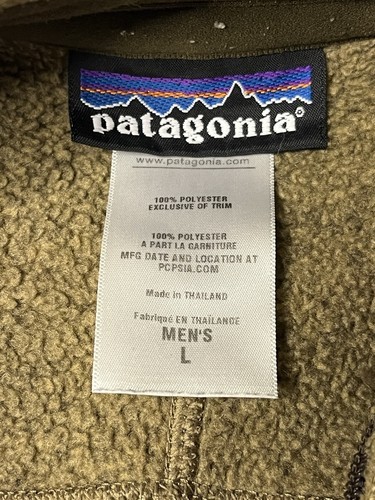 patagonia®
www.patagonia.com
100% POLYESTER
EXCLUSIVE OF TRIM
100% POLYESTER
A PART LA GARNITURE
MFG DATE AND LOCATION AT
PCPSIA.COM
Made in THAILAND
Fabriqué EN THAÏLANCE
MEN'S
L